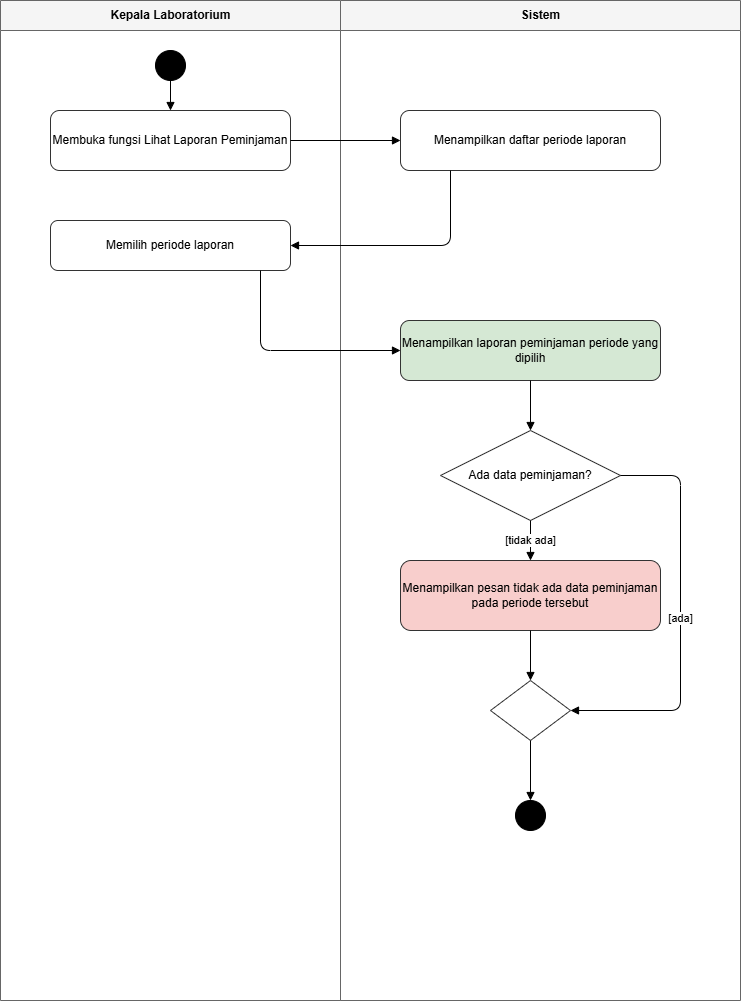 Kepala Laboratorium
Sistem
Membuka fungsi Lihat Laporan Peminjaman
Menampilkan daftar periode laporan
Memilih periode laporan
Menampilkan laporan peminjaman periode yang
dipilih
Ada data peminjaman?
[tidak ada]
Menampilkan pesan tidak ada data peminjaman
pada periode tersebut
[ada]